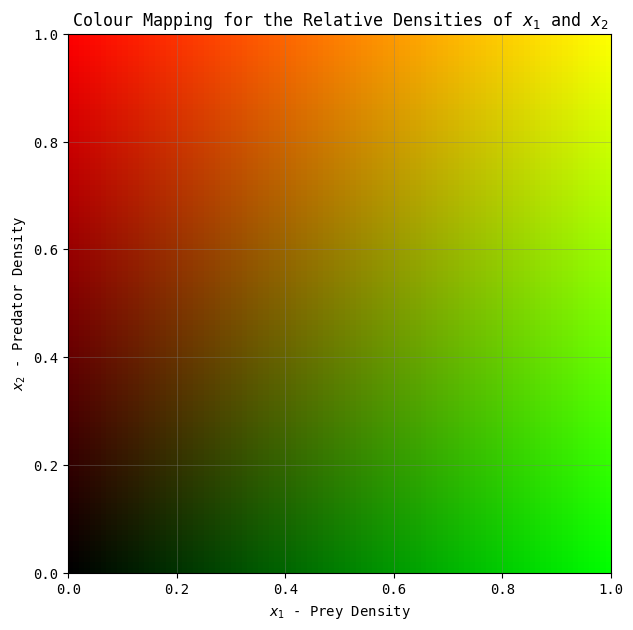 Colour Mapping for the Relative Densities of x₁ and x₂
1.0
0.8
0.6
0.4
0.2
0.0
x₂ - Predator Density
0.0 0.2 0.4 0.6 0.8 1.0
x₁ - Prey Density